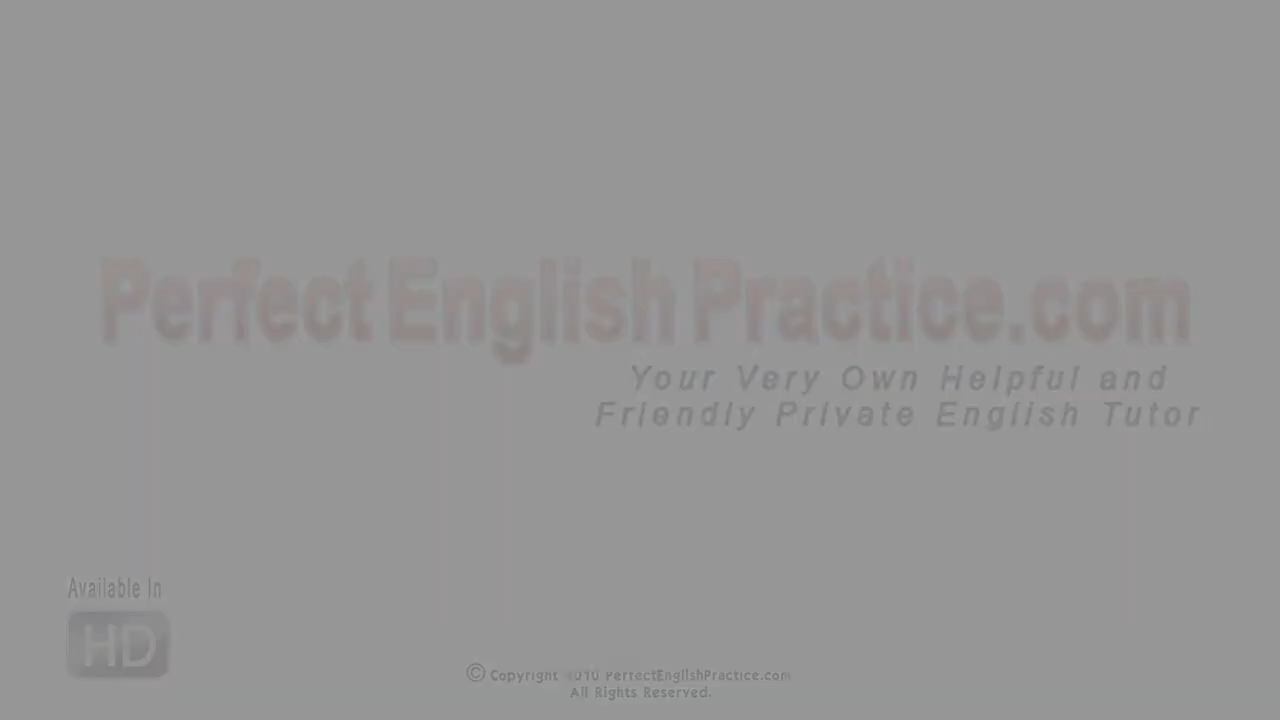 Perfect English Practice.com
Your Very Own Helpful and
Friendly Private English Tutor
Available In
HD
© Copyright 2010 PerfectEnglishPractice.com
All Rights Reserved.